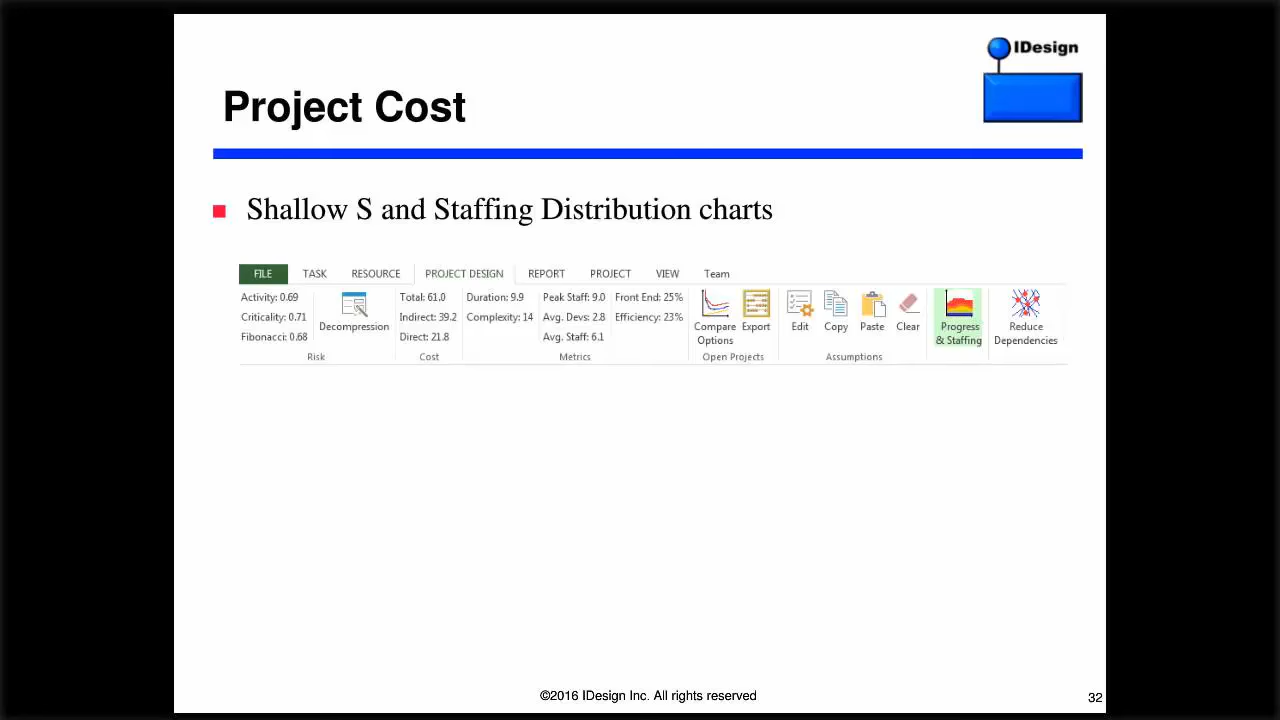 IDesign
Project Cost
Shallow S and Staffing Distribution charts
FILE TASK RESOURCE PROJECT DESIGN REPORT PROJECT VIEW Team
Activity: 0.69 Total: 61.0 Duration: 9.9 Peak Staff: 9.0 Front End: 25%
Criticality: 0.71 Indirect: 39.2 Complexity: 14 Avg. Devs: 2.8 Efficiency: 23%
Fibonacci: 0.68 Decompression Direct: 21.8 Avg. Staff: 6.1
Compare Export Edit Copy Paste Clear Progress Reduce
Options & Staffing Dependencies
Risk Cost Metrics Open Projects Assumptions
©2016 IDesign Inc. All rights reserved
32